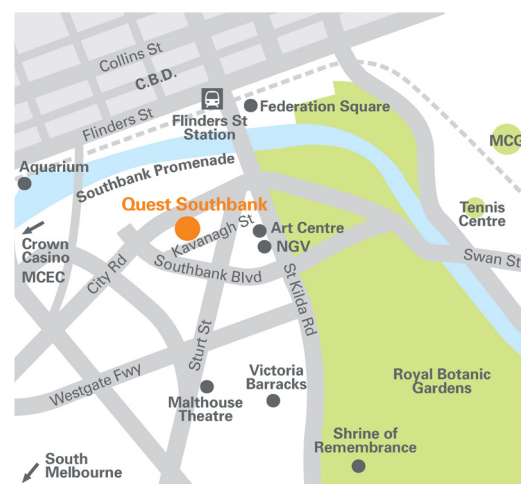 Collins St
C.B.D.
Flinders St
Flinders St
Station
Federation Square
MCG
Aquarium
Southbank Promenade
Quest Southbank
Kavanagh St
Art Centre
NGV
Tennis
Centre
Crown
Casino
MCEC
City Rd
Southbank Blvd
Swan St
St Kilda Rd
Sturt St
Westgate Fwy
Victoria
Barracks
Malthouse
Theatre
Royal Botanic
Gardens
Shrine of
Remembrance
South
Melbourne